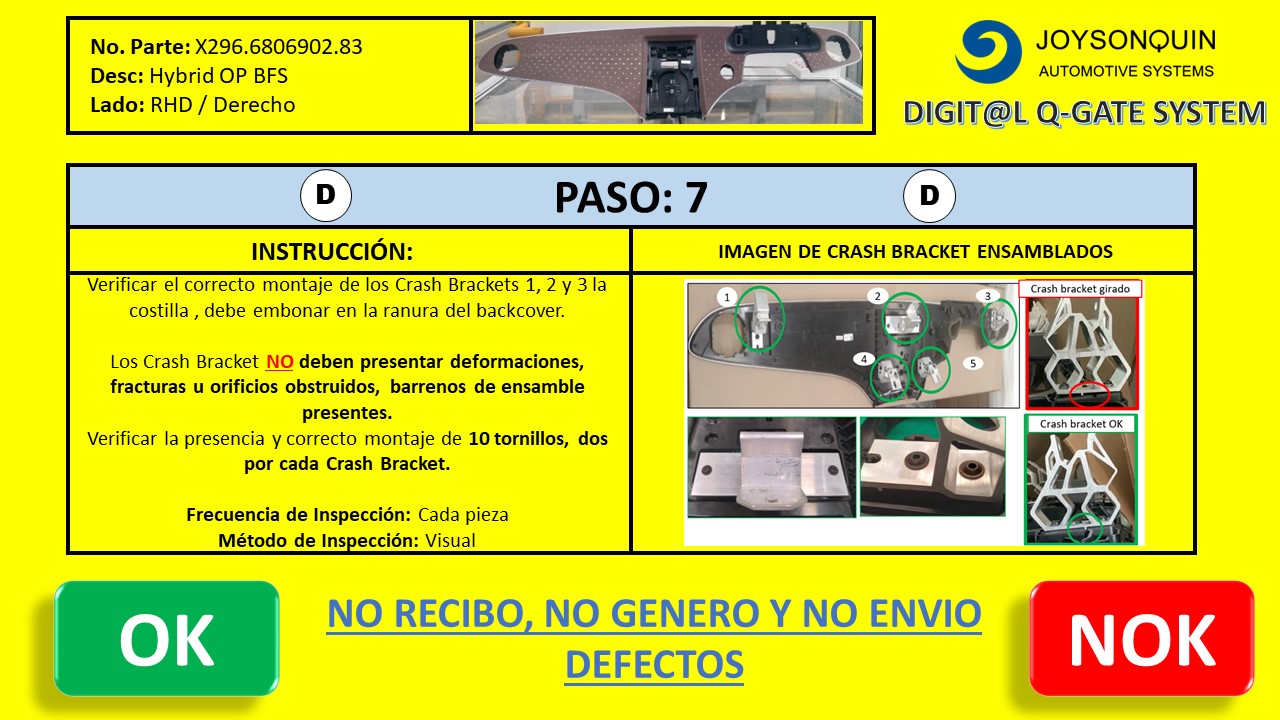 No. Parte: X296.6806902.83
Desc: Hybrid OP BFS
Lado: RHD / Derecho
JOYSONQUIN
AUTOMOTIVE SYSTEMS
DIGIT@L Q-GATE SYSTEM
D
PASO: 7
D
INSTRUCCIÓN:
IMAGEN DE CRASH BRACKET ENSAMBLADOS
Verificar el correcto montaje de los Crash Brackets 1, 2 y 3 la
costilla , debe embonar en la ranura del backcover.
Los Crash Bracket NO deben presentar deformaciones,
fracturas u orificios obstruidos, barrenos de ensamble
presentes.
Verificar la presencia y correcto montaje de 10 tornillos, dos
por cada Crash Bracket.
Frecuencia de Inspección: Cada pieza
Método de Inspección: Visual
1
2
3
4
5
Crash bracket girado
Crash bracket OK
OK
NO RECIBO, NO GENERO Y NO ENVIO
DEFECTOS
NOK